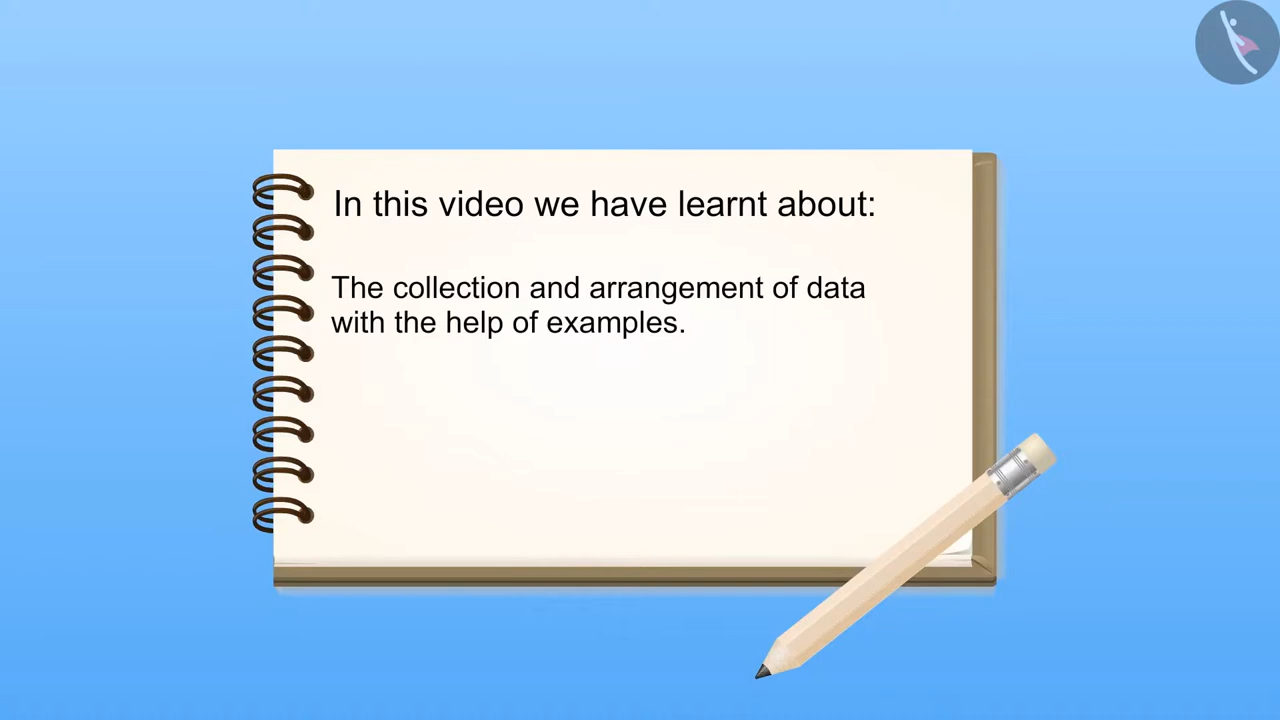 In this video we have learnt about:
The collection and arrangement of data
with the help of examples.